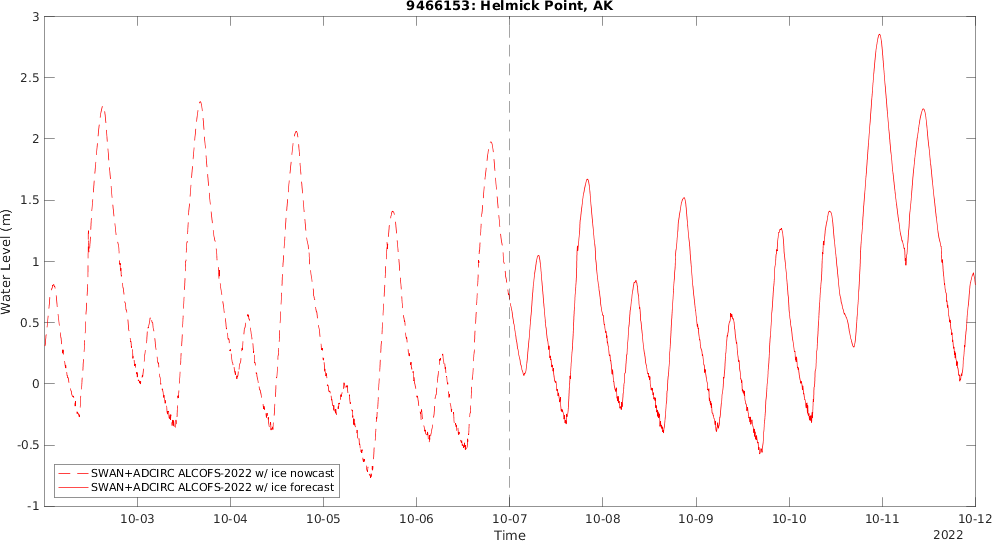 9466153: Helmick Point, AK
Water Level (m)
3
2.5
2
1.5
1
0.5
0
-0.5
-1
SWAN+ADCIRC ALCOFS-2022 w/ ice nowcast
SWAN+ADCIRC ALCOFS-2022 w/ ice forecast
10-03 10-04 10-05 10-06 10-07 10-08 10-09 10-10 10-11 10-12
Time
2022